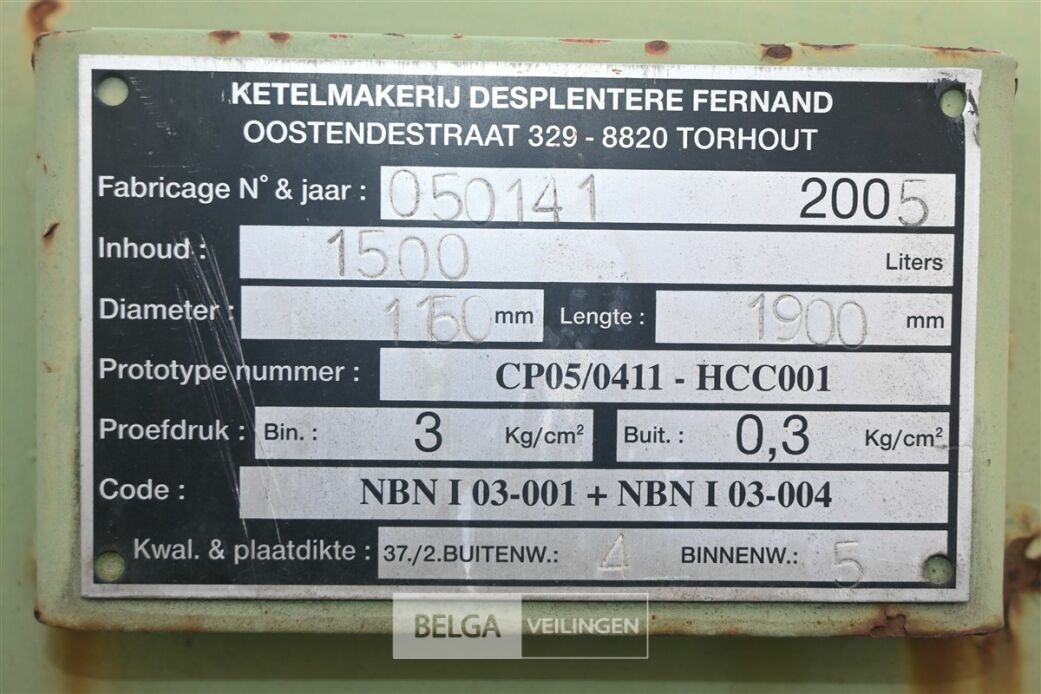 KETELMAKERIJ DESPLENTERE FERNAND
OOSTENDESTRAAT 329 - 8820 TORHOUT
Fabricage N° & jaar : 050141 2005
Inhoud : 1500 Liters
Diameter : 1150 mm Lengte : 1900 mm
Prototype nummer : CP05/0411 - HCC001
Proefdruk : Bin. : 3 Kg/cm² Buit. : 0,3 Kg/cm²
Code : NBN I 03-001 + NBN I 03-004
Kwal. & plaatdikte : 37./2.BUITENW.: 4 BINNENW.: 5
BELGA VEILINGEN